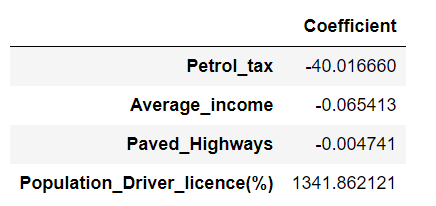 Coefficient
Petrol_tax -40.016660
Average_income -0.065413
Paved_Highways -0.004741
Population_Driver_licence(%) 1341.862121